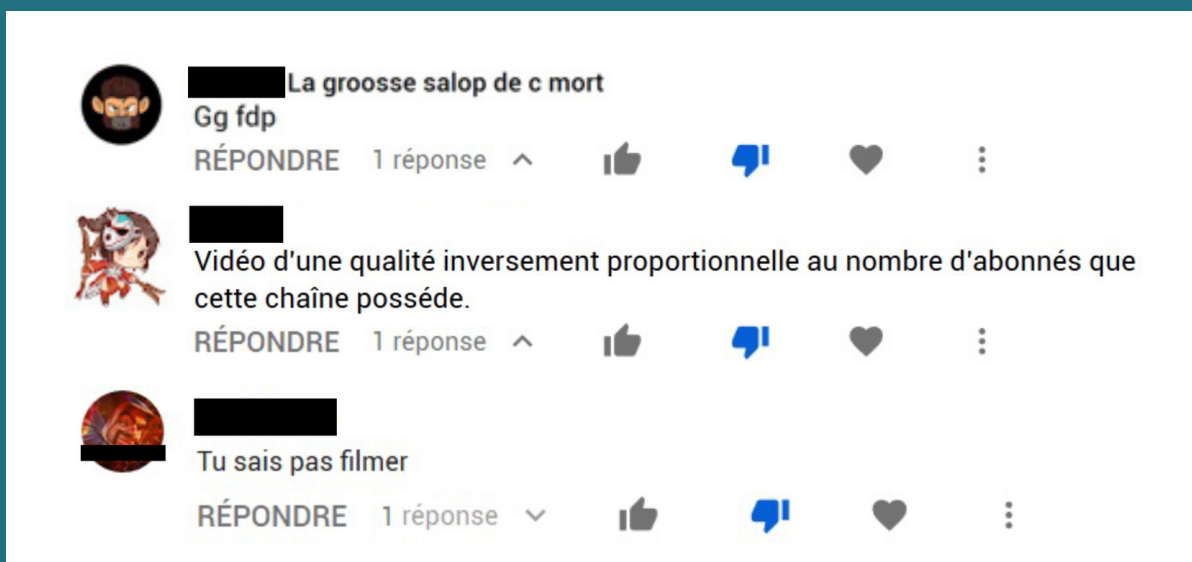 La groosse salop de c mort
Gg fdp
RÉPONDRE 1 réponse
Vidéo d'une qualité inversement proportionnelle au nombre d'abonnés que
cette chaîne posséde.
RÉPONDRE 1 réponse
Tu sais pas filmer
RÉPONDRE 1 réponse